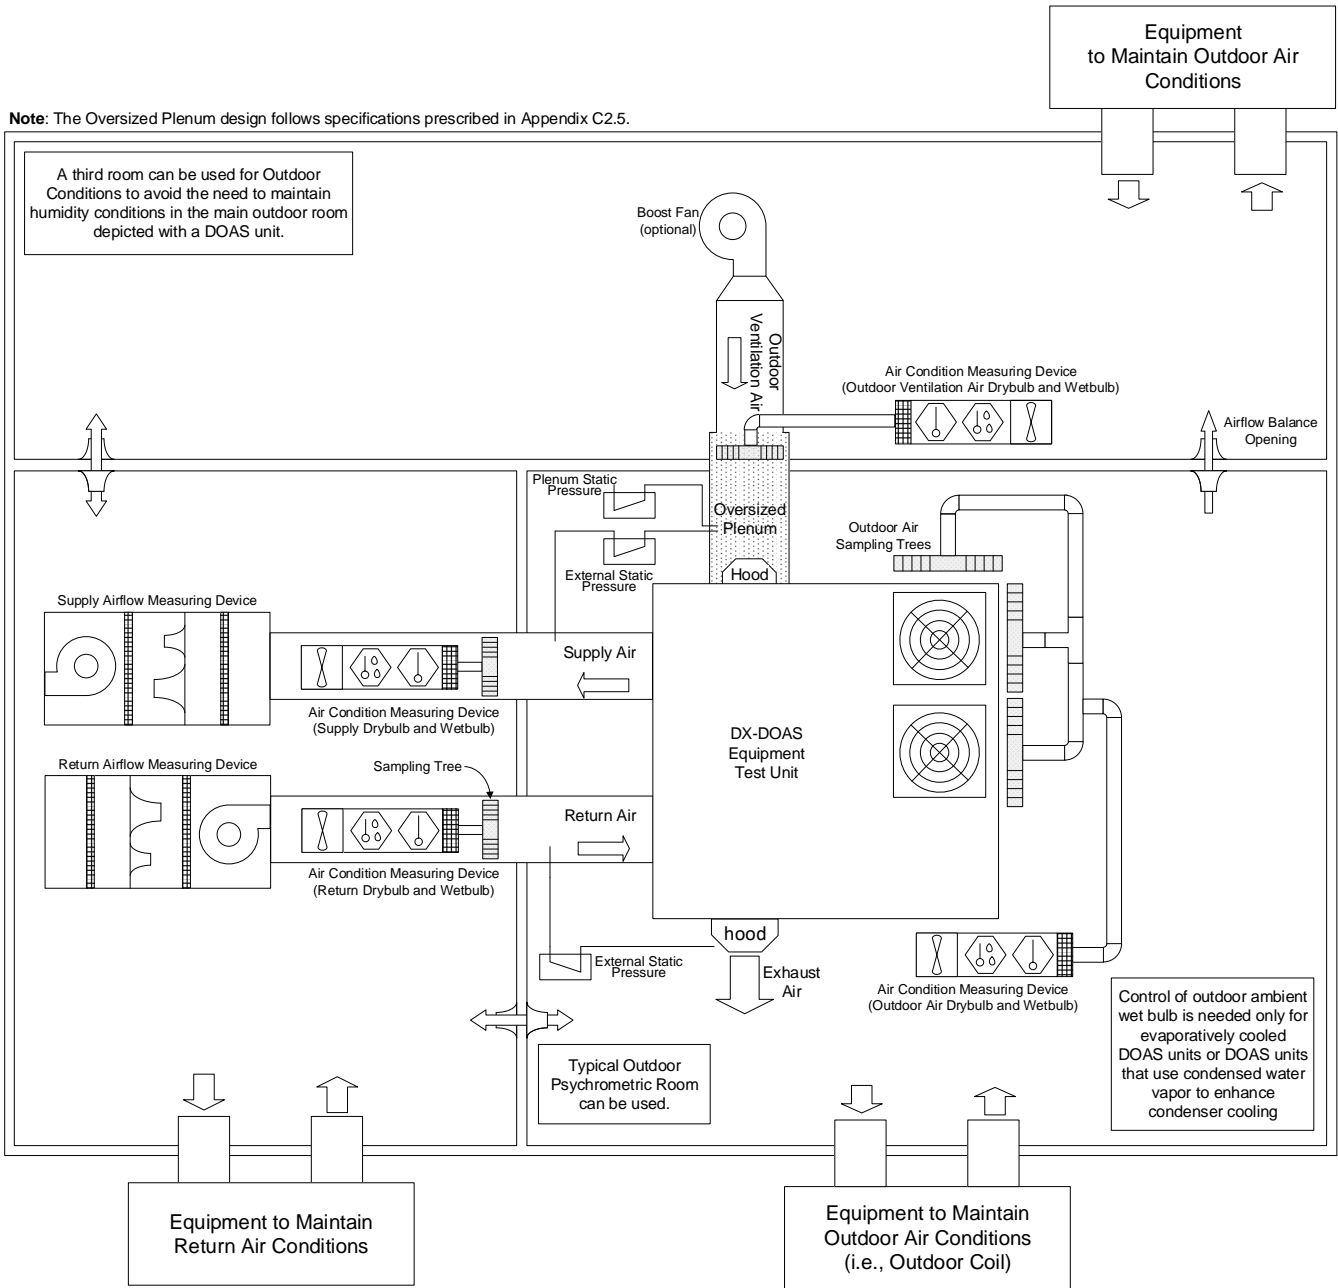 Equipment
to Maintain Outdoor Air
Conditions
Note: The Oversized Plenum design follows specifications prescribed in Appendix C2.5.
A third room can be used for Outdoor
Conditions to avoid the need to maintain
humidity conditions in the main outdoor room
depicted with a DOAS unit.
Boost Fan
(optional)
Outdoor
Ventilation Air
Air Condition Measuring Device
(Outdoor Ventilation Air Drybulb and Wetbulb)
Airflow Balance
Opening
Plenum Static
Pressure
Oversized
Plenum
Outdoor Air
Sampling Trees
External Static
Pressure
Hood
Supply Airflow Measuring Device
Supply Air
Air Condition Measuring Device
(Supply Drybulb and Wetbulb)
DX-DOAS
Equipment
Test Unit
Return Airflow Measuring Device
Sampling Tree
Return Air
Air Condition Measuring Device
(Return Drybulb and Wetbulb)
hood
External Static
Pressure
Exhaust
Air
Air Condition Measuring Device
(Outdoor Air Drybulb and Wetbulb)
Control of outdoor ambient
wet bulb is needed only for
evaporatively cooled
DOAS units or DOAS units
that use condensed water
vapor to enhance
condenser cooling
Typical Outdoor
Psychrometric Room
can be used.
Equipment to Maintain
Return Air Conditions
Equipment to Maintain
Outdoor Air Conditions
(i.e., Outdoor Coil)